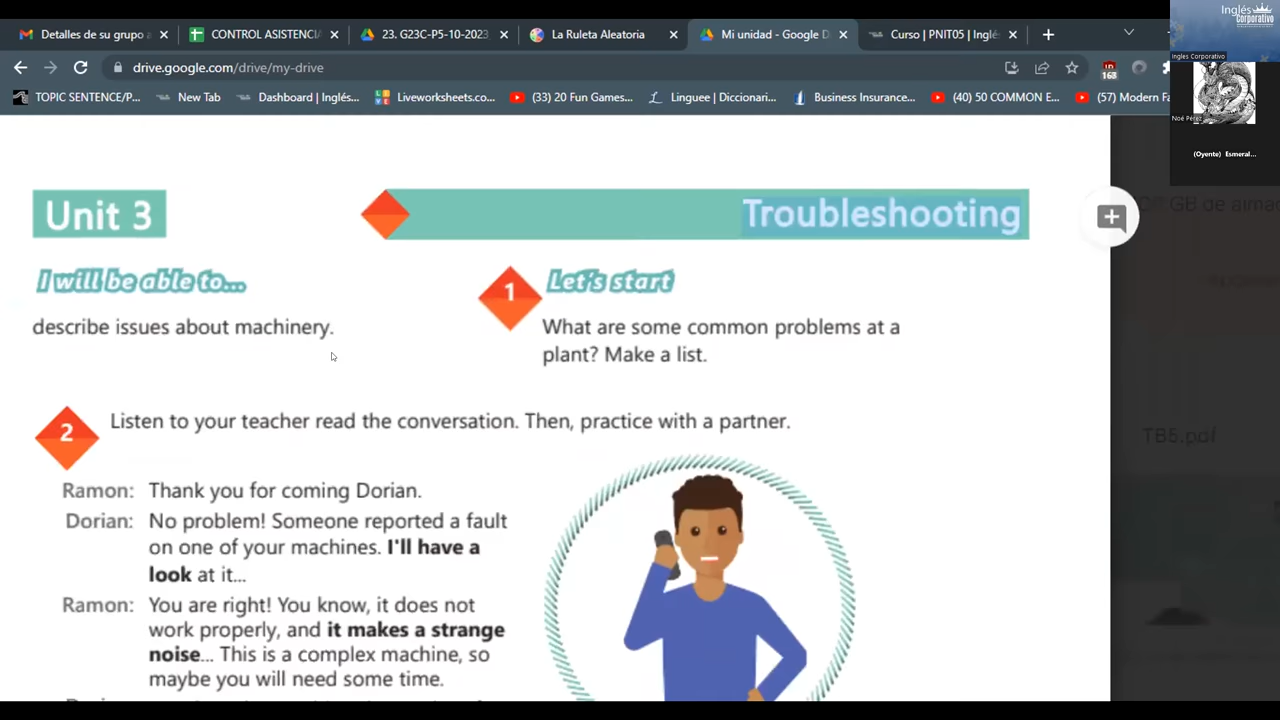 Detalles de su grupo a
CONTROL ASISTENCIA
23. G23C-P5-10-2023
La Ruleta Aleatoria
Mi unidad - Google D
Curso | PNIT05 | Inglé
Inglés
Corporativo
drive.google.com/drive/my-drive
168
Ingles Corporativo
TOPIC SENTENCE/P...
New Tab
Dashboard | Inglés...
Liveworksheets.co...
(33) 20 Fun Games...
Linguee | Diccionari...
Business Insurance...
(40) 50 COMMON E...
(57) Modern Fa
Noé Pérez
(Oyente) Esmeral...
Unit 3
Troubleshooting
GB de alma
I will be able to...
1
Let's start
describe issues about machinery.
What are some common problems at a
plant? Make a list.
2
Listen to your teacher read the conversation. Then, practice with a partner.
TB5.pdf
Ramon: Thank you for coming Dorian.
Dorian: No problem! Someone reported a fault
on one of your machines. I'll have a
look at it...
Ramon: You are right! You know, it does not
work properly, and it makes a strange
noise... This is a complex machine, so
maybe you will need some time.